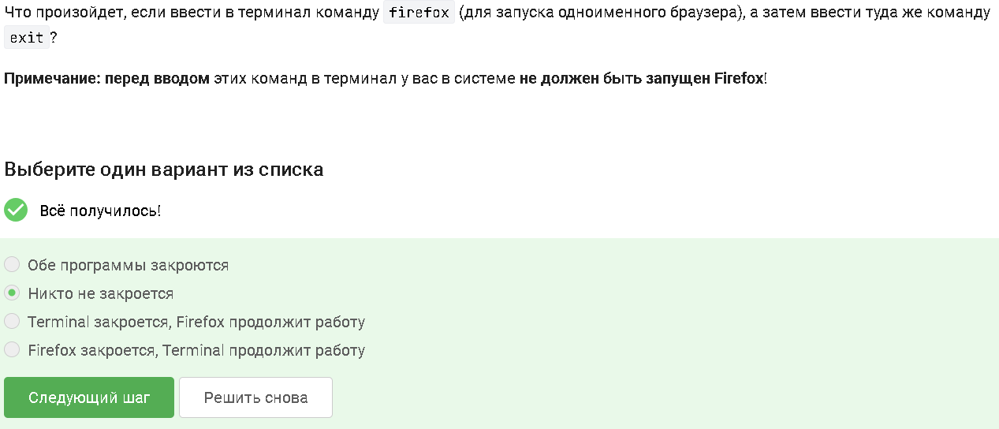 Что произойдет, если ввести в терминал команду firefox (для запуска одноименного браузера), а затем ввести туда же команду
exit?
Примечание: перед вводом этих команд в терминал у вас в системе не должен быть запущен Firefox!
Выберите один вариант из списка
Всё получилось!
Обе программы закроются
Никто не закроется
Terminal закроется, Firefox продолжит работу
Firefox закроется, Terminal продолжит работу
Следующий шаг
Решить снова